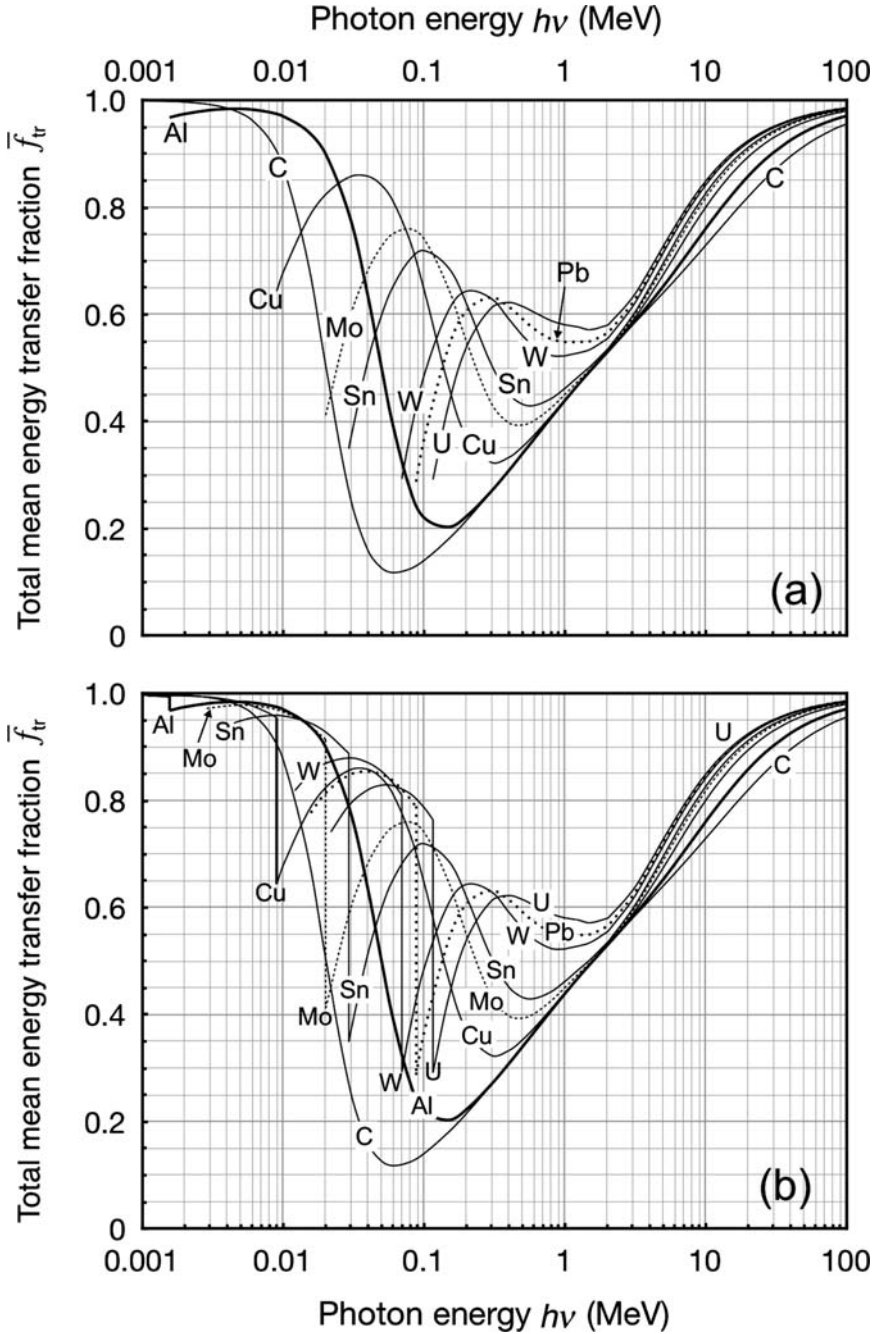 Photon energy hν (MeV)
0.001 0.01 0.1 1 10 100
Total mean energy transfer fraction f̄tr
1.0
0.8
0.6
0.4
0.2
0
Al
C
C
Cu
Mo
Pb
Sn
W
W
Sn
U
Cu
(a)
Total mean energy transfer fraction f̄tr
1.0
0.8
0.6
0.4
0.2
0
Al
Mo
Sn
U
C
W
Cu
U
W
Pb
Sn
Mo
Sn
Mo
Cu
W
U
Al
C
(b)
0.001 0.01 0.1 1 10 100
Photon energy hν (MeV)